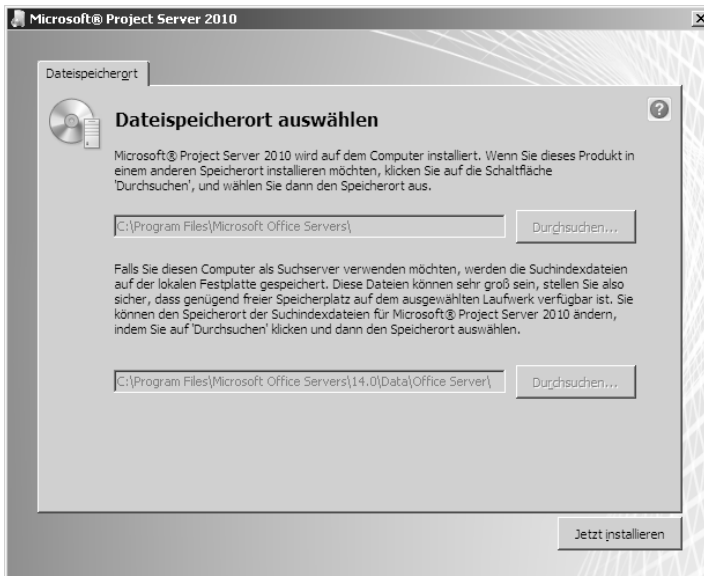 Microsoft® Project Server 2010
Dateispeicherort
Dateispeicherort auswählen
Microsoft® Project Server 2010 wird auf dem Computer installiert. Wenn Sie dieses Produkt in
einem anderen Speicherort installieren möchten, klicken Sie auf die Schaltfläche
'Durchsuchen', und wählen Sie dann den Speicherort aus.
C:\Program Files\Microsoft Office Servers\
Durchsuchen...
Falls Sie diesen Computer als Suchserver verwenden möchten, werden die Suchindexdateien
auf der lokalen Festplatte gespeichert. Diese Dateien können sehr groß sein, stellen Sie also
sicher, dass genügend freier Speicherplatz auf dem ausgewählten Laufwerk verfügbar ist. Sie
können den Speicherort der Suchindexdateien für Microsoft® Project Server 2010 ändern,
indem Sie auf 'Durchsuchen' klicken und dann den Speicherort auswählen.
C:\Program Files\Microsoft Office Servers\14.0\Data\Office Server\
Durchsuchen...
Jetzt installieren